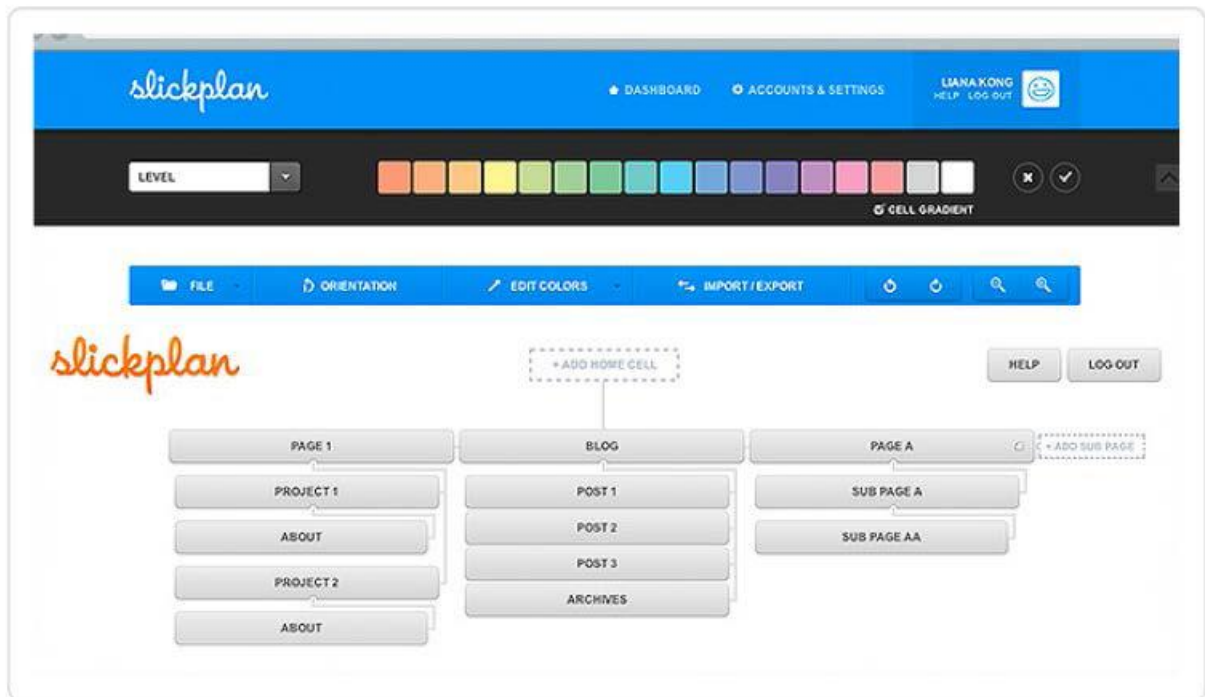 slickplan
DASHBOARD
ACCOUNTS & SETTINGS
LIANA KONG
HELP LOG OUT
LEVEL
CELL GRADIENT
FILE
ORIENTATION
EDIT COLORS
IMPORT / EXPORT
slickplan
+ ADD HOME CELL
HELP
LOG OUT
PAGE 1
BLOG
PAGE A
+ ADD SUB PAGE
PROJECT 1
POST 1
SUB PAGE A
ABOUT
POST 2
SUB PAGE AA
POST 3
PROJECT 2
ARCHIVES
ABOUT